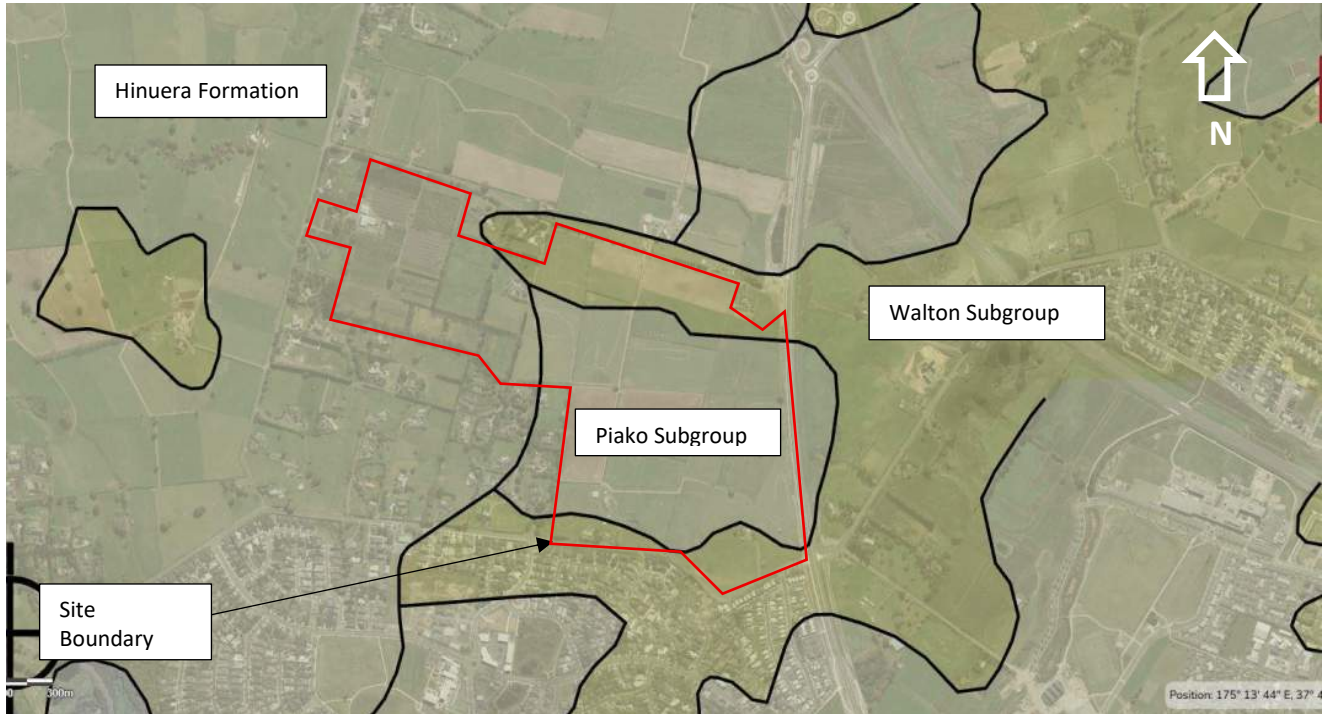 Hinuera Formation
N
Walton Subgroup
Piako Subgroup
Site
Boundary
300m
Position: 175° 13' 44" E, 37° 4